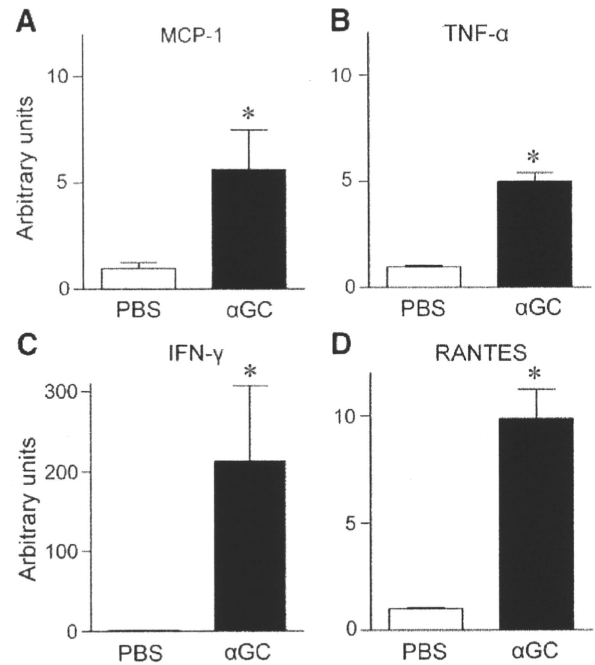 A MCP-1
10
5
0
Arbitrary units
*
PBS αGC
B TNF-α
10
5
0
*
PBS αGC
C IFN-γ
300
200
100
0
Arbitrary units
*
PBS αGC
D RANTES
10
5
0
*
PBS αGC